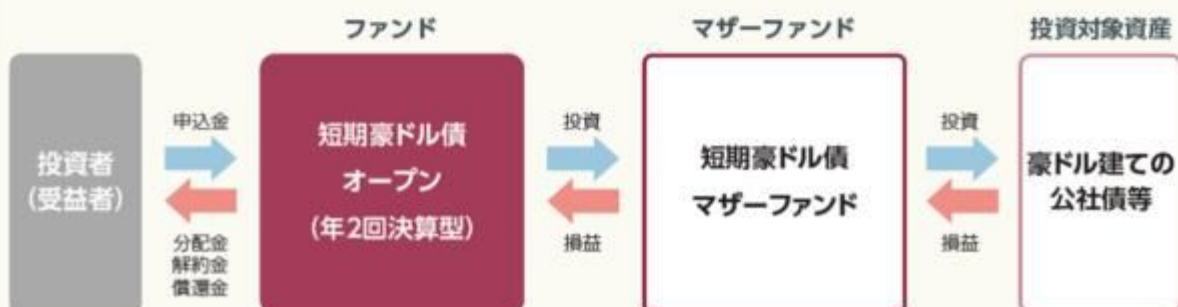 ファンド
マザーファンド
投資対象資産
投資者
(受益者)
申込金
分配金
解約金
償還金
短期豪ドル債
オープン
(年2回決算型)
投資
損益
短期豪ドル債
マザーファンド
投資
損益
豪ドル建ての
公社債等